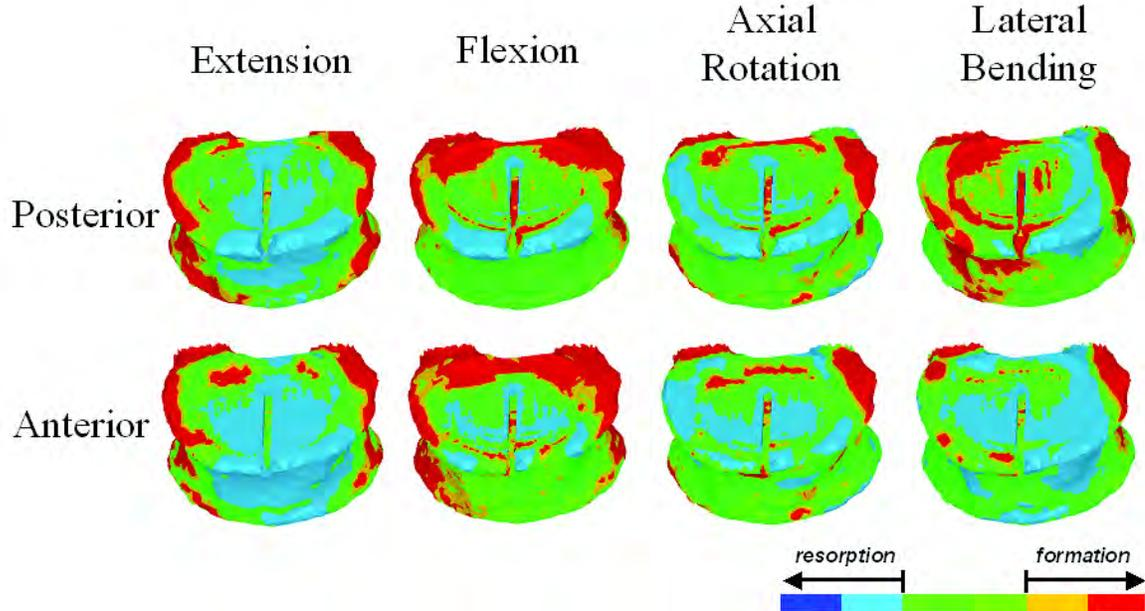 Extension
Flexion
Axial
Rotation
Lateral
Bending
Posterior
Anterior
resorption
formation